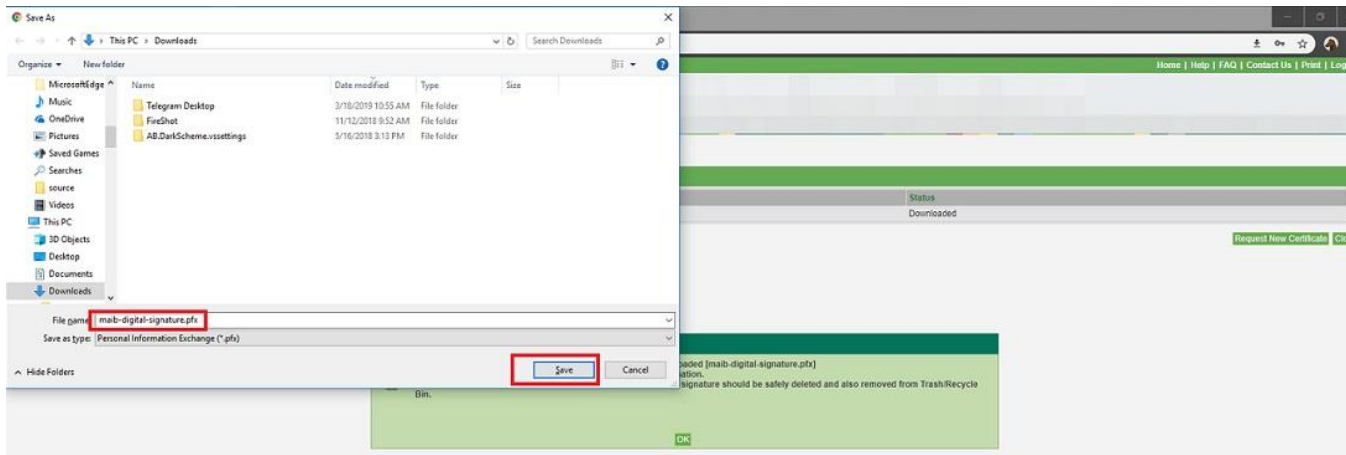 Save As
This PC > Downloads
Search Downloads
Organize
New folder
MicrosoftEdge
Music
OneDrive
Pictures
Saved Games
Searches
source
Videos
This PC
3D Objects
Desktop
Documents
Downloads
Name Date modified Type Size
Telegram Desktop 3/18/2019 10:55 AM File folder
FireShot 11/12/2018 9:52 AM File folder
AB.DarkScheme.vssettings 5/16/2018 3:13 PM File folder
File name: maib-digital-signature.pfx
Save as type: Personal Information Exchange (*.pfx)
Hide Folders
Save
Cancel
Home | Help | FAQ | Contact Us | Print | Log
Status
Downloaded
Request New Certificate
[maib-digital-signature.pfx]
signature should be safely deleted and also removed from Trash/Recycle
Bin.
OK